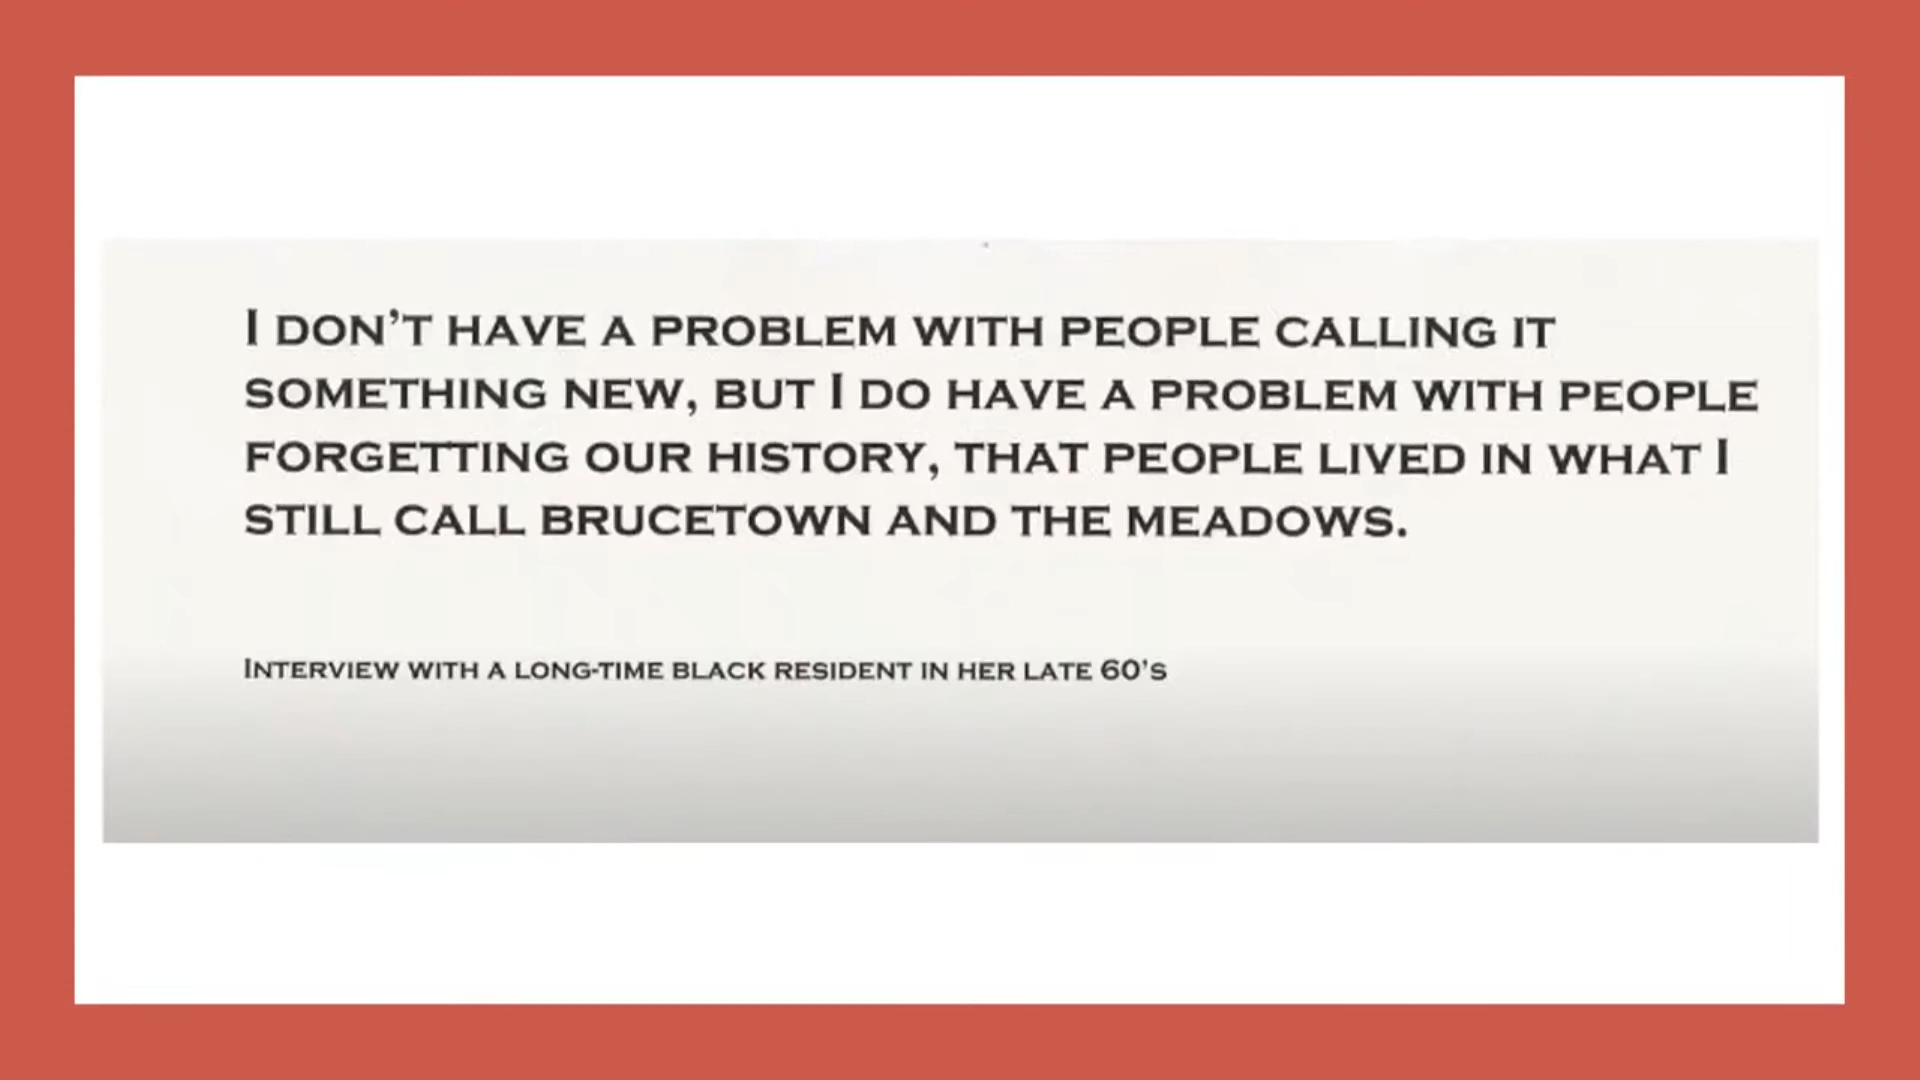 I DON'T HAVE A PROBLEM WITH PEOPLE CALLING IT
SOMETHING NEW, BUT I DO HAVE A PROBLEM WITH PEOPLE
FORGETTING OUR HISTORY, THAT PEOPLE LIVED IN WHAT I
STILL CALL BRUCETOWN AND THE MEADOWS.
INTERVIEW WITH A LONG-TIME BLACK RESIDENT IN HER LATE 60'S